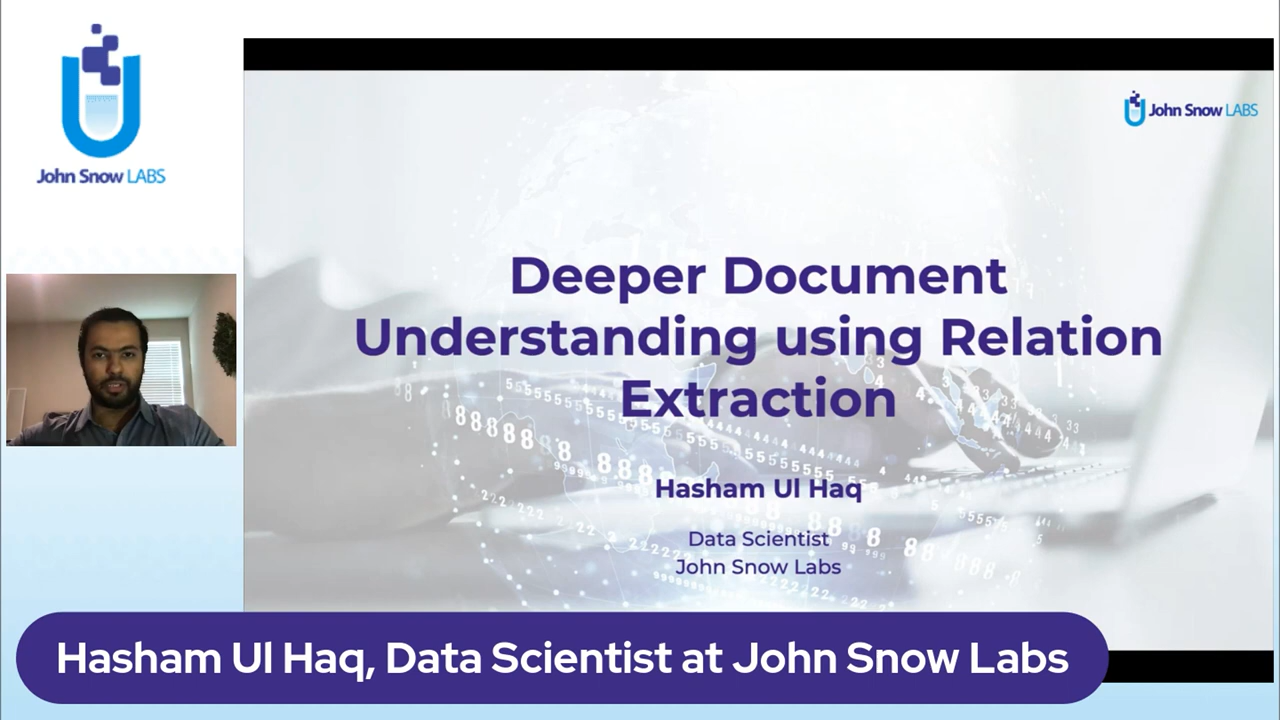 John Snow LABS
John Snow LABS
Deeper Document
Understanding using Relation
Extraction
Hasham Ul Haq
Data Scientist
John Snow Labs
Hasham Ul Haq, Data Scientist at John Snow Labs